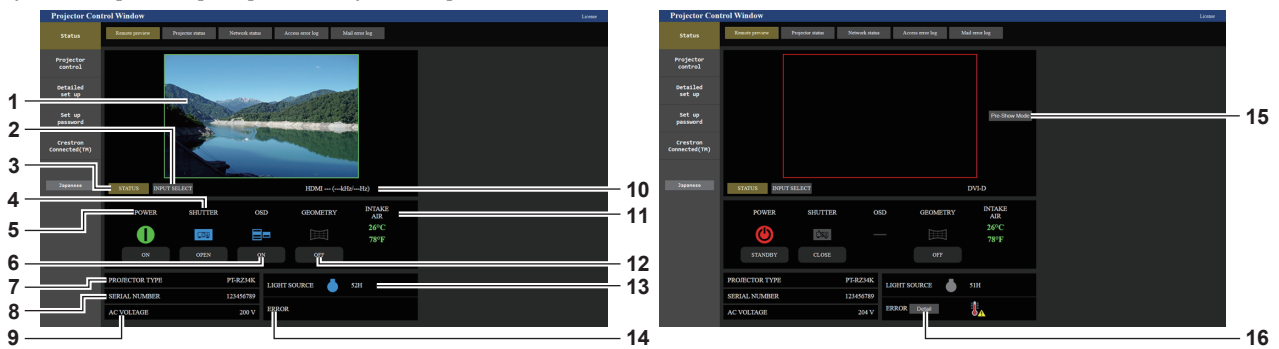 Projector Control Window License
Status Remote preview Projector status Network status Access error log Mail error log
Projector
control
Detailed
set up
Set up
password
Crestron
Connected(TM)
Japanese
STATUS INPUT SELECT HDMI --- (---kHz/---Hz)
POWER SHUTTER OSD GEOMETRY INTAKE
AIR
26°C
78°F
ON OPEN ON OFF
PROJECTOR TYPE PT-RZ34K
SERIAL NUMBER 123456789
AC VOLTAGE 200 V
LIGHT SOURCE 52H
ERROR
1
2
3
4
5
6
7
8
9
10
11
12
13
14
Projector Control Window License
Status Remote preview Projector status Network status Access error log Mail error log
Projector
control
Detailed
set up
Set up
password
Crestron
Connected(TM)
Japanese
Pre-Show Mode
STATUS INPUT SELECT DVI-D
POWER SHUTTER OSD GEOMETRY INTAKE
AIR
26°C
78°F
STANDBY CLOSE OFF
PROJECTOR TYPE PT-RZ34K
SERIAL NUMBER 123456789
AC VOLTAGE 204 V
LIGHT SOURCE 51H
ERROR Detail
15
16